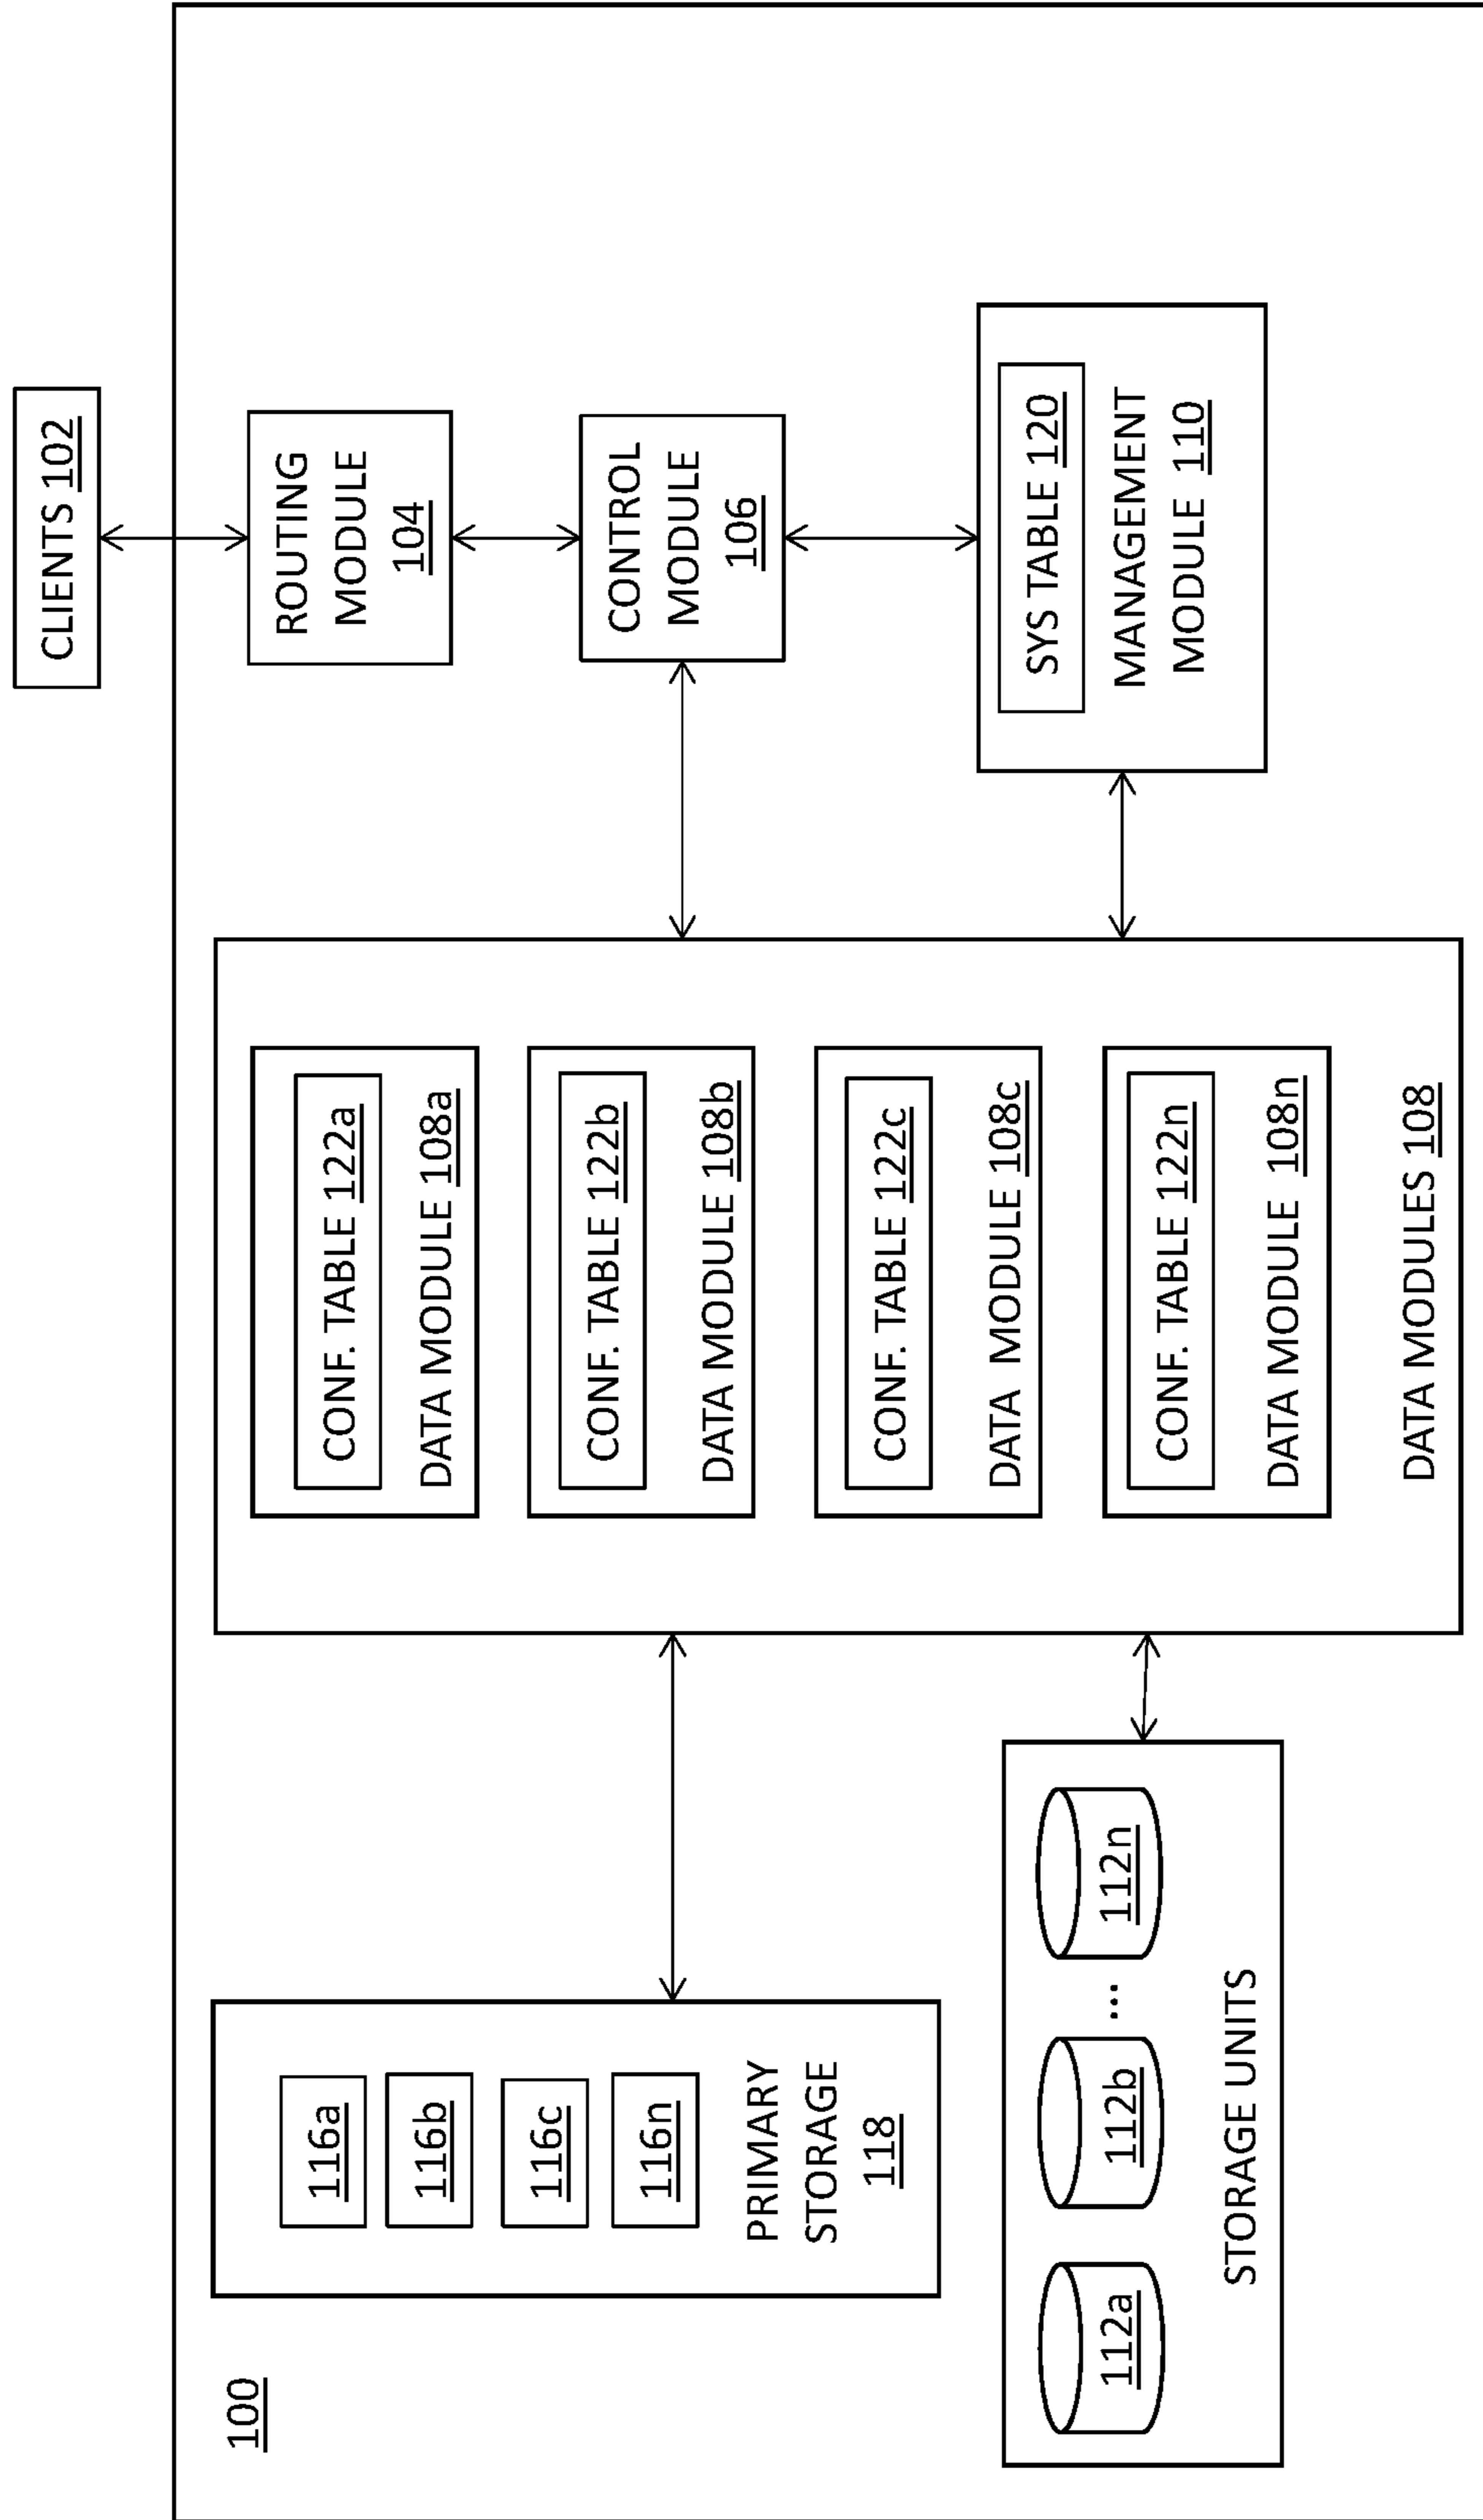 CLIENTS 102
100
116a
116b
116c
116n
PRIMARY
STORAGE
118
112a
112b
...
112n
STORAGE UNITS
CONF. TABLE 122a
DATA MODULE 108a
CONF. TABLE 122b
DATA MODULE 108b
CONF. TABLE 122c
DATA MODULE 108c
CONF. TABLE 122n
DATA MODULE 108n
DATA MODULES 108
ROUTING
MODULE
104
CONTROL
MODULE
106
SYS TABLE 120
MANAGEMENT
MODULE 110